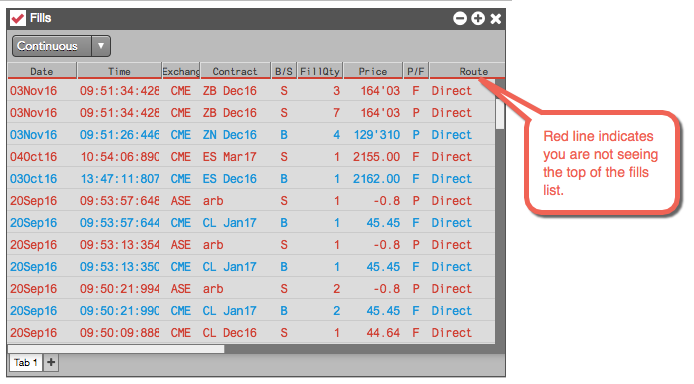 Fills
Continuous
Date Time Exchang Contract B/S FillQty Price P/F Route
03Nov16 09:51:34:428 CME ZB Dec16 S 3 164'03 F Direct
03Nov16 09:51:34:428 CME ZB Dec16 S 7 164'03 P Direct
03Nov16 09:51:26:446 CME ZN Dec16 B 4 129'310 P Direct
04Oct16 10:54:06:890 CME ES Mar17 S 1 2155.00 F Direct
03Oct16 13:47:11:807 CME ES Dec16 B 1 2162.00 F Direct
20Sep16 09:53:57:648 ASE arb S 1 -0.8 P Direct
20Sep16 09:53:57:644 CME CL Jan17 B 1 45.45 F Direct
20Sep16 09:53:13:354 ASE arb S 1 -0.8 P Direct
20Sep16 09:53:13:350 CME CL Jan17 B 1 45.45 F Direct
20Sep16 09:50:21:994 ASE arb S 2 -0.8 P Direct
20Sep16 09:50:21:990 CME CL Jan17 B 2 45.45 F Direct
20Sep16 09:50:09:888 CME CL Dec16 S 1 44.64 F Direct
Tab 1 +
Red line indicates
you are not seeing
the top of the fills
list.